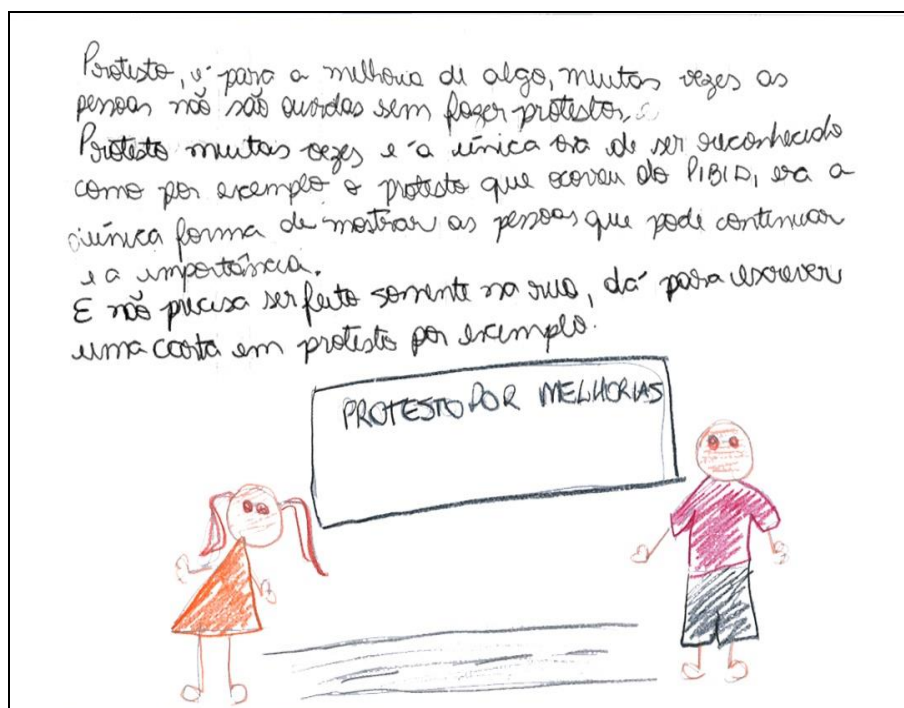 Protesto, é para a melhoria de algo, muitas vezes as
pessoas não são ouvidas sem fazer protestos.
Protesto muitas vezes e a única de ser reconhecido
como por exemplo o protesto que ocoreu do PIBID, era a
única forma de mostrar as pessoas que pode continuar
e a importância.
E não precisa ser feito somente na rua, dá para escrever
uma carta em protesto por exemplo.
PROTESTO POR MELHORIAS